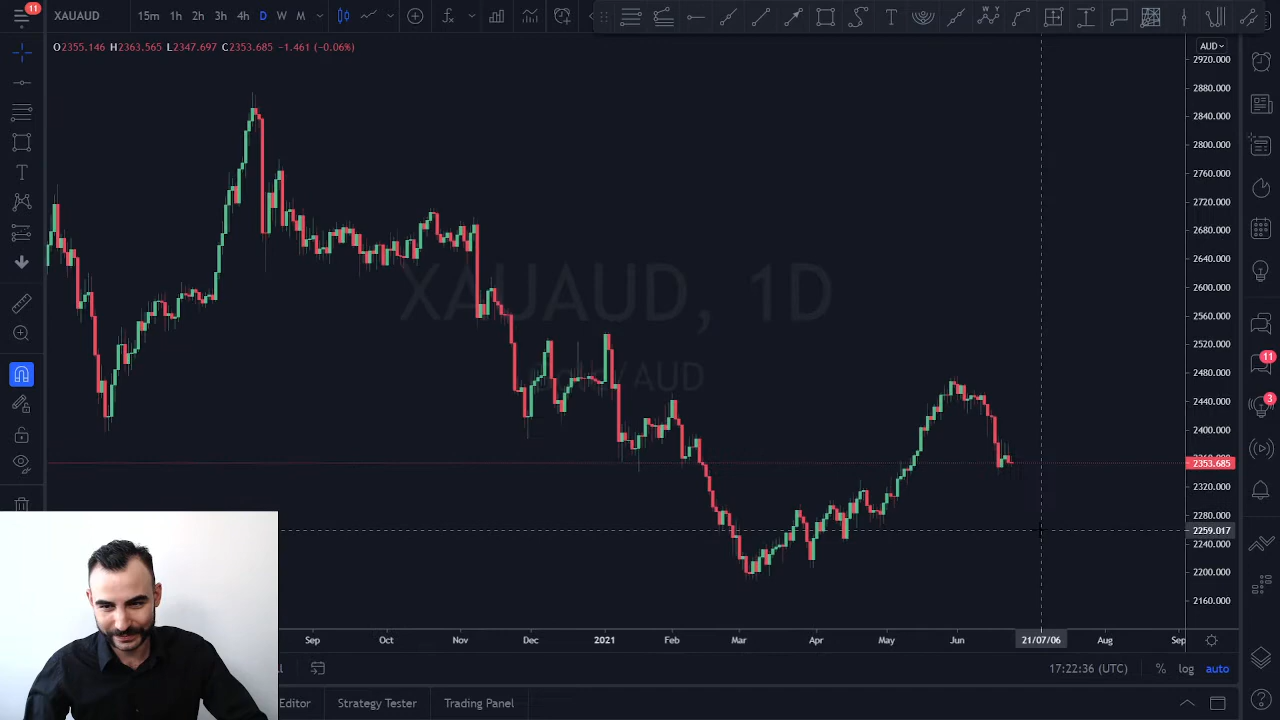 11
XAUAUD
15m 1h 2h 3h 4h D W M
O2355.146 H2363.565 L2347.697 C2353.685 −1.461 (−0.06%)
AUD
2920.000
2880.000
2840.000
2800.000
2760.000
2720.000
2680.000
2640.000
2600.000
2560.000
2520.000
2480.000
2440.000
2400.000
2353.685
2320.000
2280.000
2259.017
2240.000
2200.000
2160.000
XAUAUD, 1D
/AUD
11
3
Sep Oct Nov Dec 2021 Feb Mar Apr May Jun 21/07/06 Aug Sep
17:22:36 (UTC) % log auto
Editor Strategy Tester Trading Panel